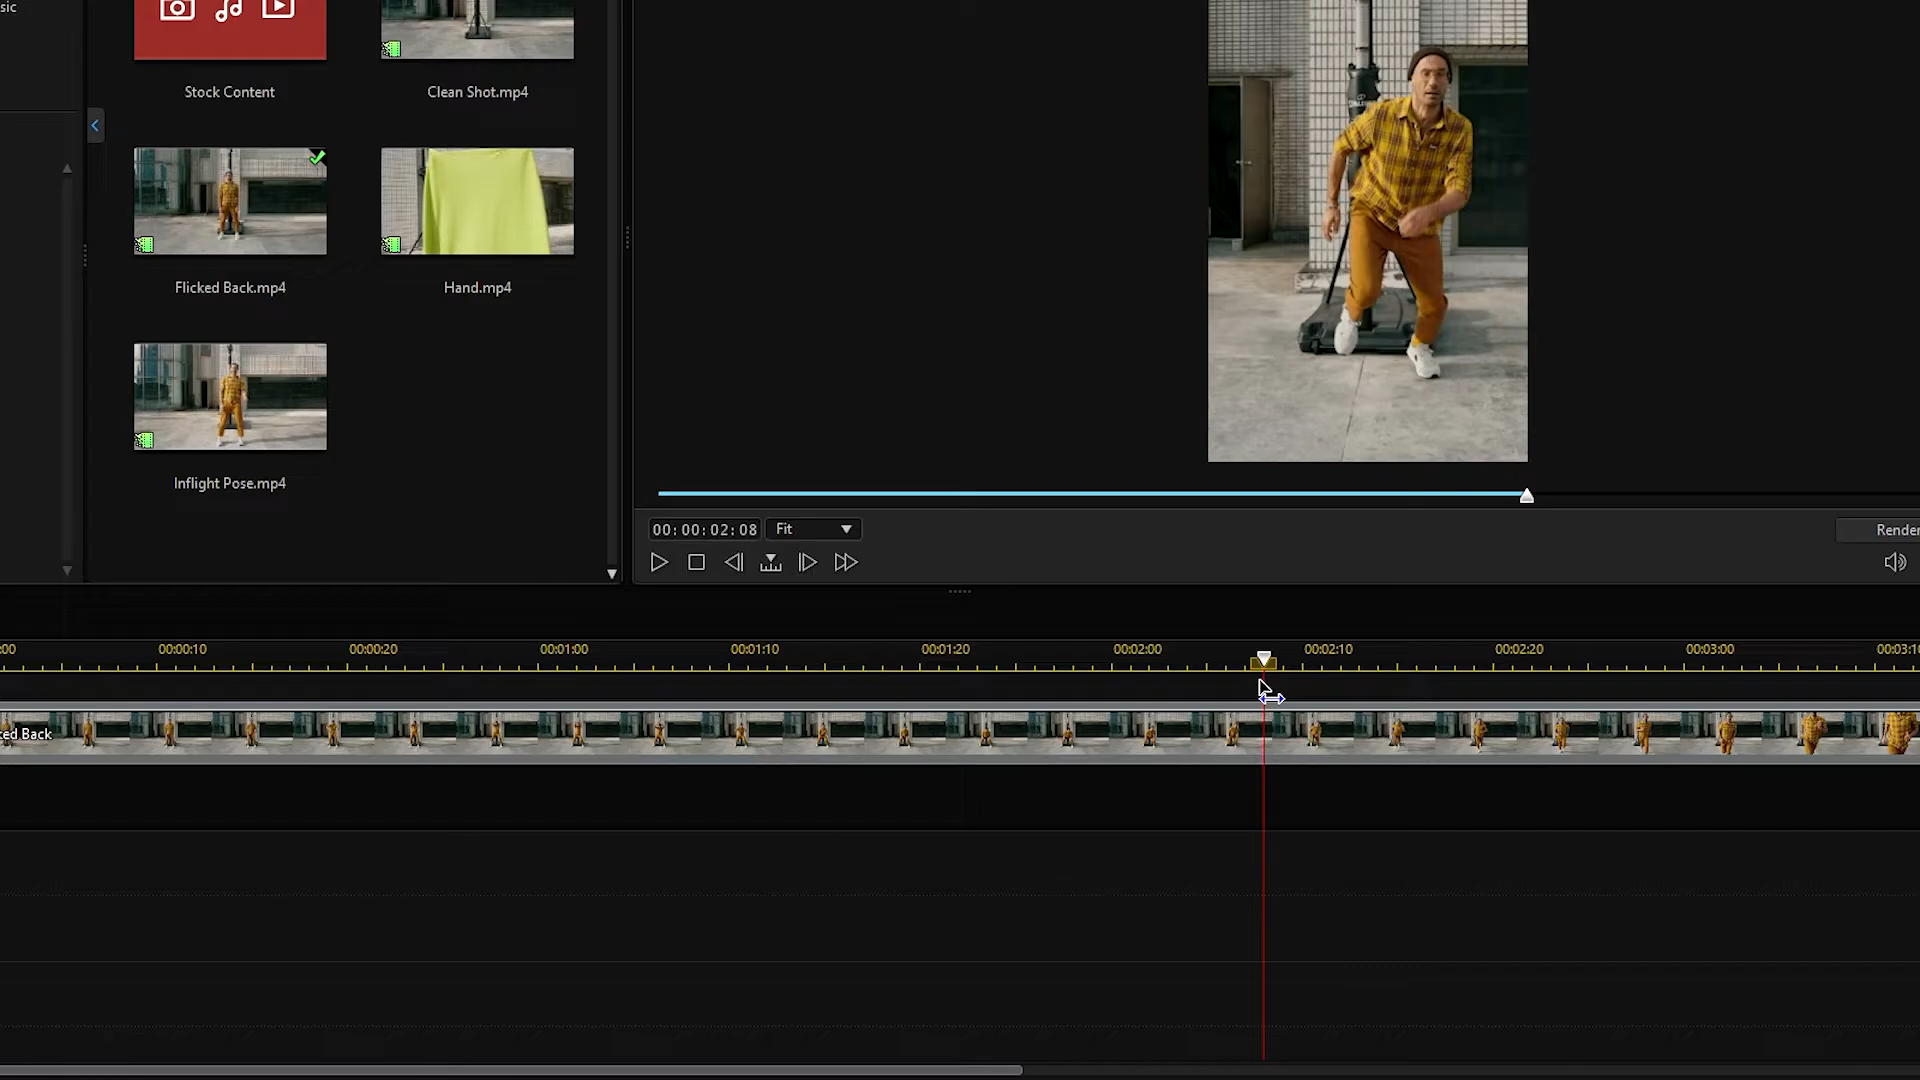 sic
Stock Content
Clean Shot.mp4
Flicked Back.mp4
Hand.mp4
Inflight Pose.mp4
00:00:02:08
Fit
Render
:00
00:00:10
00:00:20
00:01:00
00:01:10
00:01:20
00:02:00
00:02:10
00:02:20
00:03:00
00:03:10
ked Back